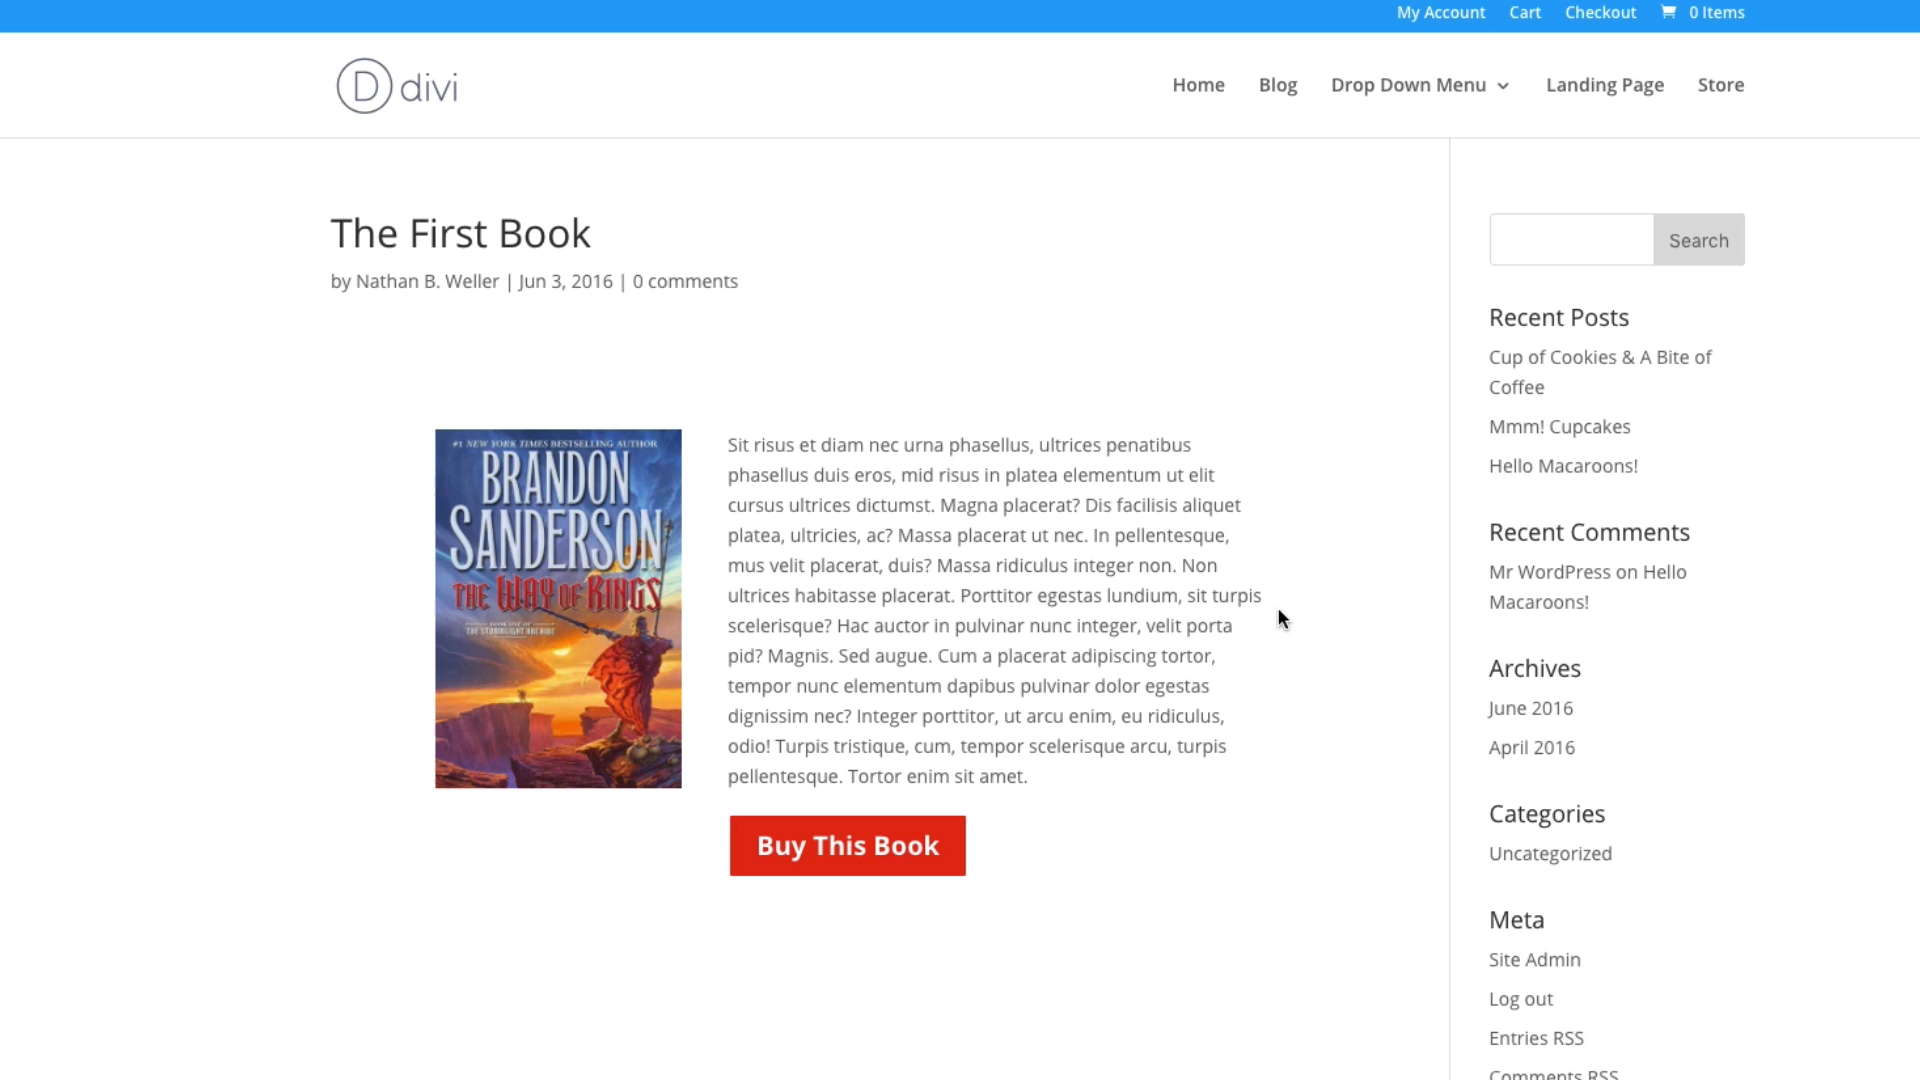 My Account Cart Checkout 0 Items
D divi
Home Blog Drop Down Menu Landing Page Store
The First Book
by Nathan B. Weller | Jun 3, 2016 | 0 comments
#1 NEW YORK TIMES BESTSELLING AUTHOR
BRANDON
SANDERSON
THE WAY OF KINGS
BOOK ONE OF
THE STORMLIGHT ARCHIVE
Sit risus et diam nec urna phasellus, ultrices penatibus
phasellus duis eros, mid risus in platea elementum ut elit
cursus ultrices dictumst. Magna placerat? Dis facilisis aliquet
platea, ultricies, ac? Massa placerat ut nec. In pellentesque,
mus velit placerat, duis? Massa ridiculus integer non. Non
ultrices habitasse placerat. Porttitor egestas lundium, sit turpis
scelerisque? Hac auctor in pulvinar nunc integer, velit porta
pid? Magnis. Sed augue. Cum a placerat adipiscing tortor,
tempor nunc elementum dapibus pulvinar dolor egestas
dignissim nec? Integer porttitor, ut arcu enim, eu ridiculus,
odio! Turpis tristique, cum, tempor scelerisque arcu, turpis
pellentesque. Tortor enim sit amet.
Buy This Book
Search
Recent Posts
Cup of Cookies & A Bite of
Coffee
Mmm! Cupcakes
Hello Macaroons!
Recent Comments
Mr WordPress on Hello
Macaroons!
Archives
June 2016
April 2016
Categories
Uncategorized
Meta
Site Admin
Log out
Entries RSS
Comments RSS